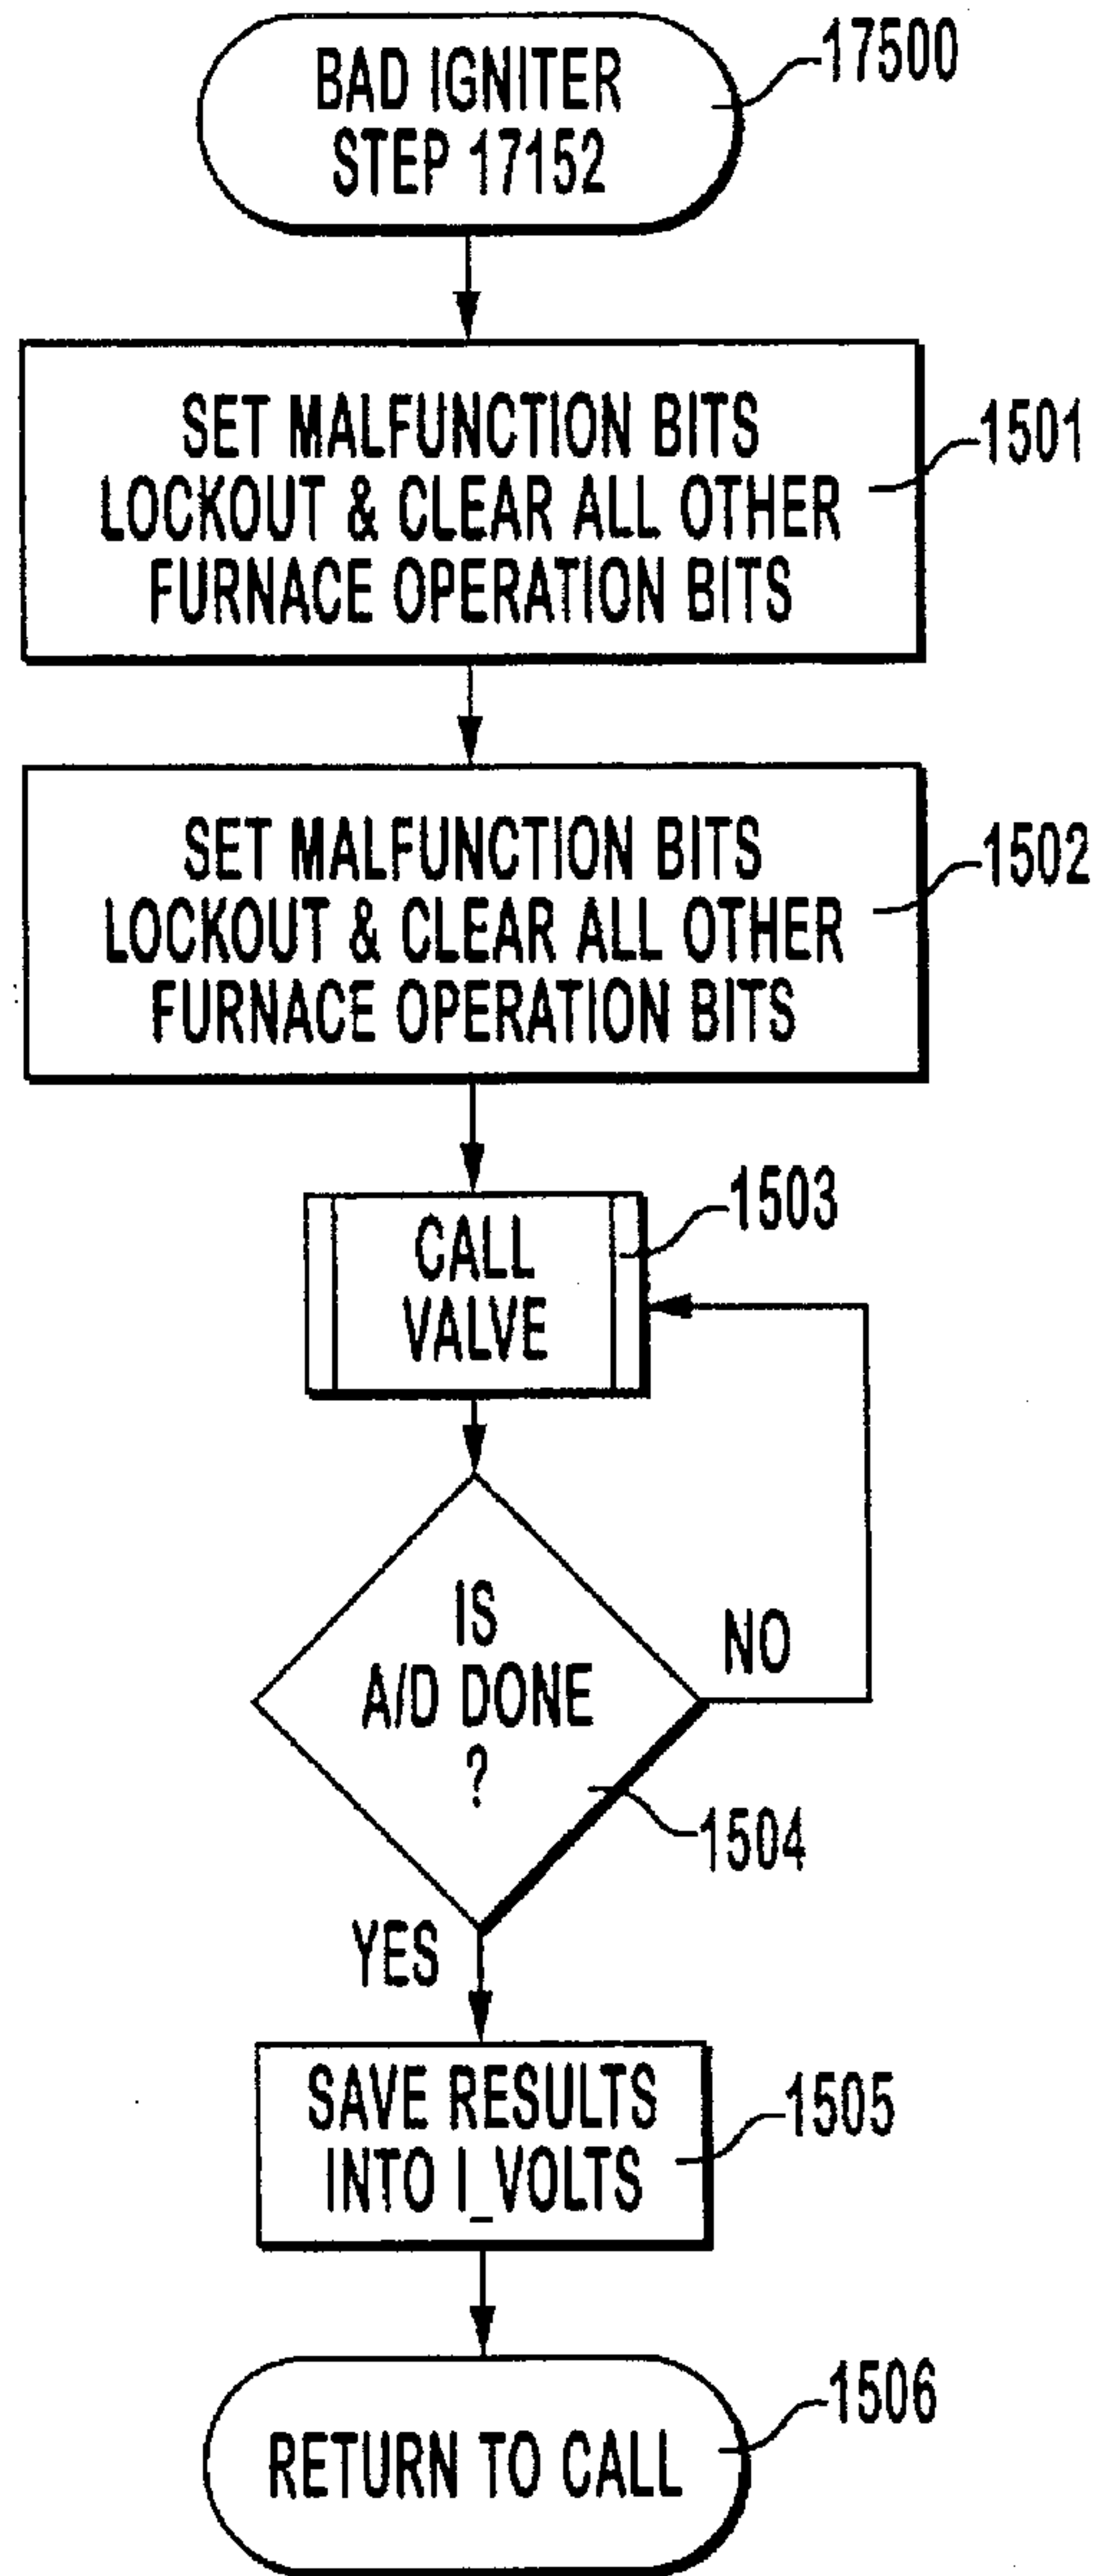 BAD IGNITER
STEP 17152
17500
SET MALFUNCTION BITS
LOCKOUT & CLEAR ALL OTHER
FURNACE OPERATION BITS
1501
SET MALFUNCTION BITS
LOCKOUT & CLEAR ALL OTHER
FURNACE OPERATION BITS
1502
CALL
VALVE
1503
IS
A/D DONE
?
NO
1504
YES
SAVE RESULTS
INTO I_VOLTS
1505
RETURN TO CALL
1506